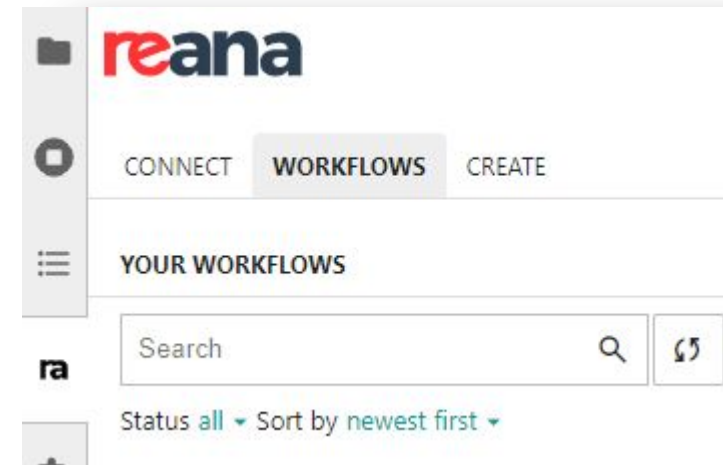 reana
CONNECT WORKFLOWS CREATE
YOUR WORKFLOWS
Search
ra
Status all Sort by newest first